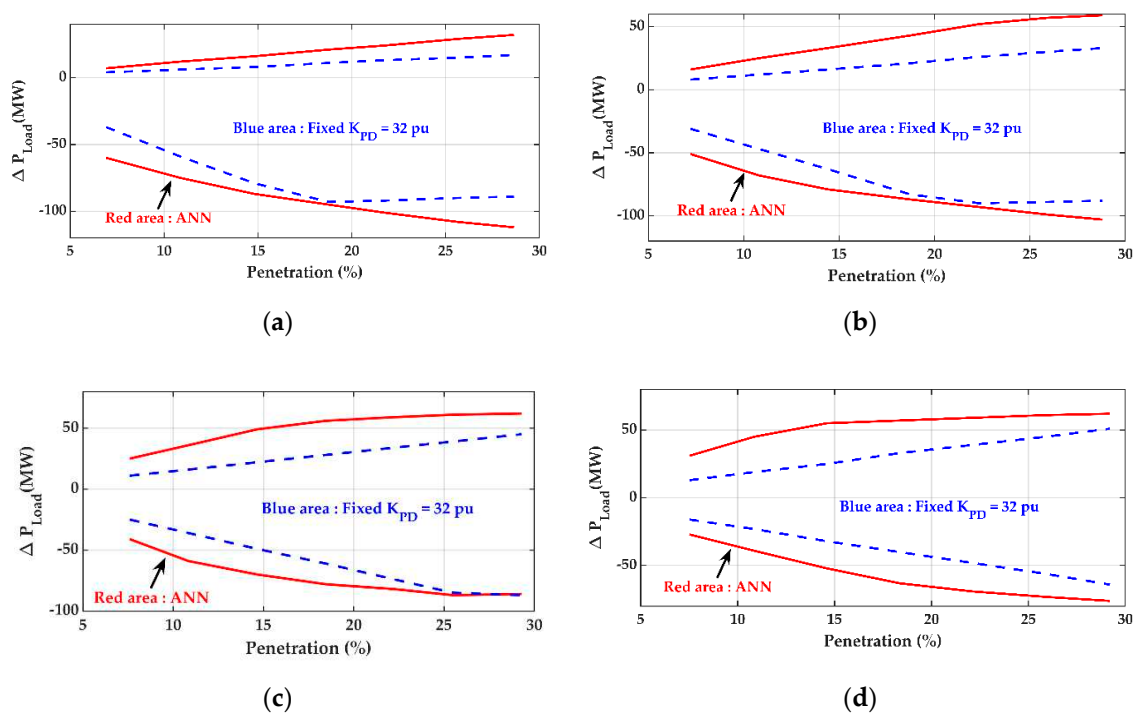 50
0
-50
-100
Δ P_Load(MW)
Blue area : Fixed K_PD = 32 pu
Red area : ANN
5 10 15 20 25 30
Penetration (%)
(a)
50
0
-50
-100
Δ P_Load(MW)
Blue area : Fixed K_PD = 32 pu
Red area : ANN
5 10 15 20 25 30
Penetration (%)
(b)
50
0
-50
-100
Δ P_Load(MW)
Blue area : Fixed K_PD = 32 pu
Red area : ANN
5 10 15 20 25 30
Penetration (%)
(c)
50
0
-50
Δ P_Load(MW)
Blue area : Fixed K_PD = 32 pu
Red area : ANN
5 10 15 20 25 30
Penetration (%)
(d)